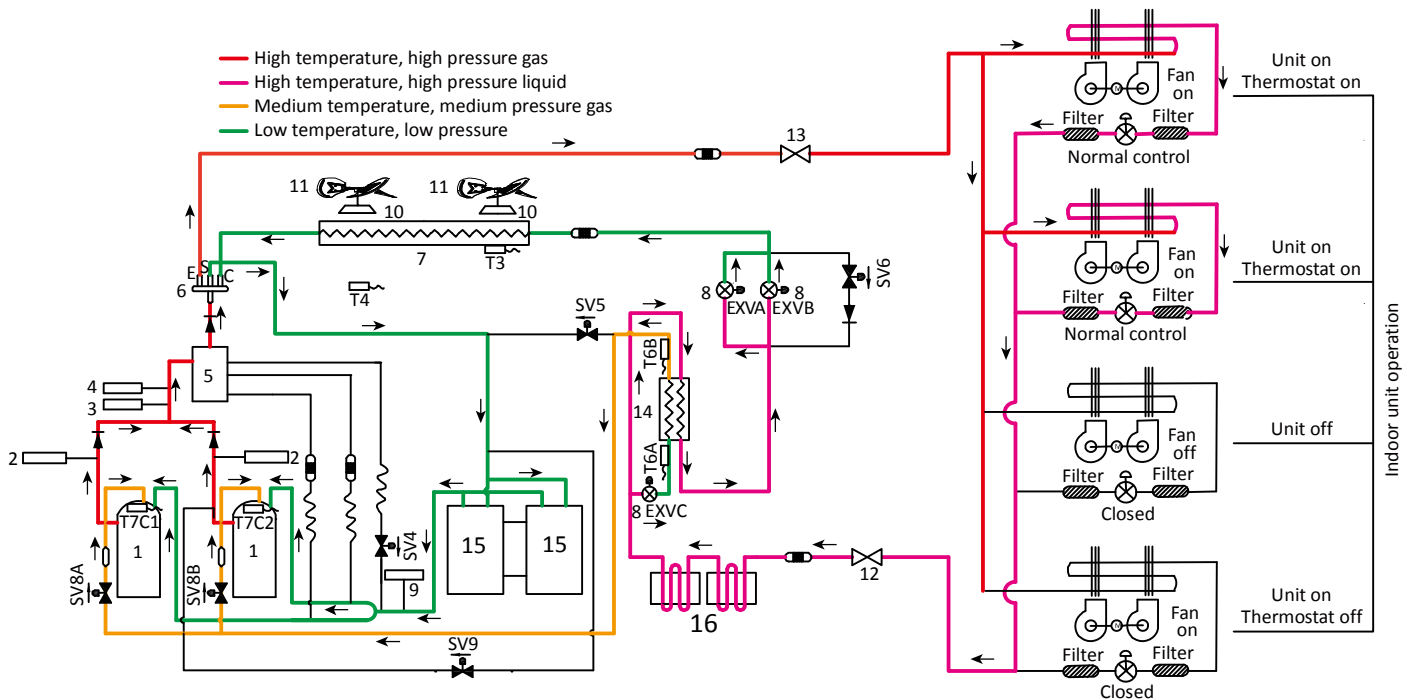 High temperature, high pressure gas
High temperature, high pressure liquid
Medium temperature, medium pressure gas
Low temperature, low pressure
13
11
11
10
10
7
T3
T4
E
S
C
6
5
4
3
2
2
T7C1
T7C2
1
1
SV8A
SV8B
SV4
9
SV9
15
15
SV5
T6B
14
T6A
8
EXVC
8
EXVA
8
EXVB
SV6
16
12
M
Fan
on
Filter
Filter
Normal control
Unit on
Thermostat on
M
Fan
on
Filter
Filter
Normal control
Unit on
Thermostat on
M
Fan
off
Filter
Filter
Closed
Unit off
M
Fan
on
Filter
Filter
Closed
Unit on
Thermostat off
Indoor unit operation